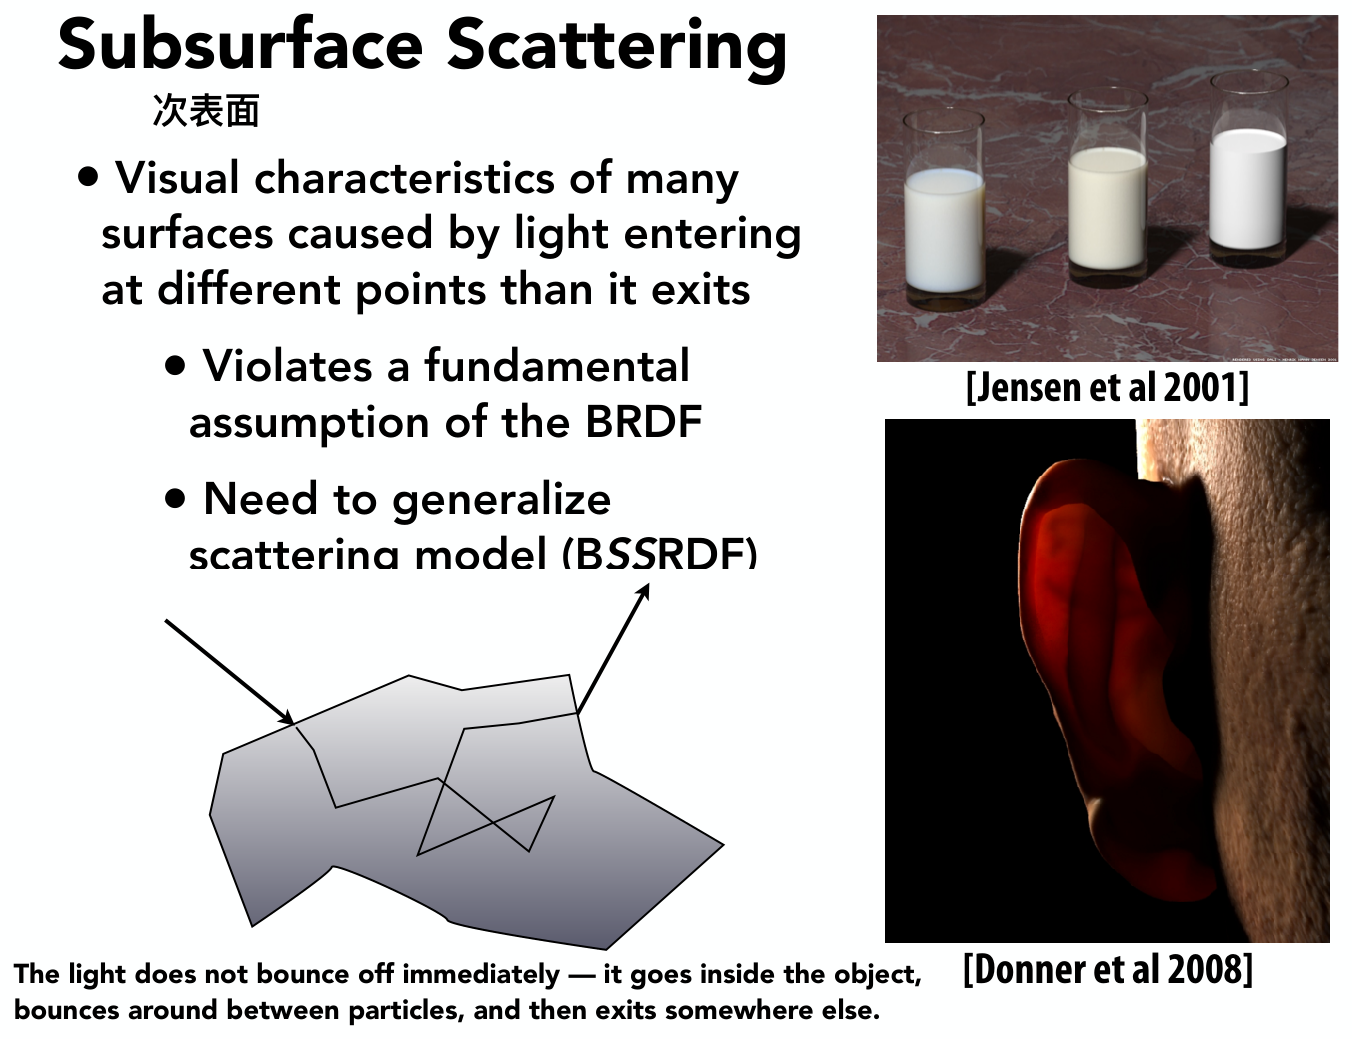 Subsurface Scattering
次表面
• Visual characteristics of many
surfaces caused by light entering
at different points than it exits
• Violates a fundamental
assumption of the BRDF
• Need to generalize
scattering model (BSSRDF)
[Jensen et al 2001]
[Donner et al 2008]
The light does not bounce off immediately — it goes inside the object,
bounces around between particles, and then exits somewhere else.